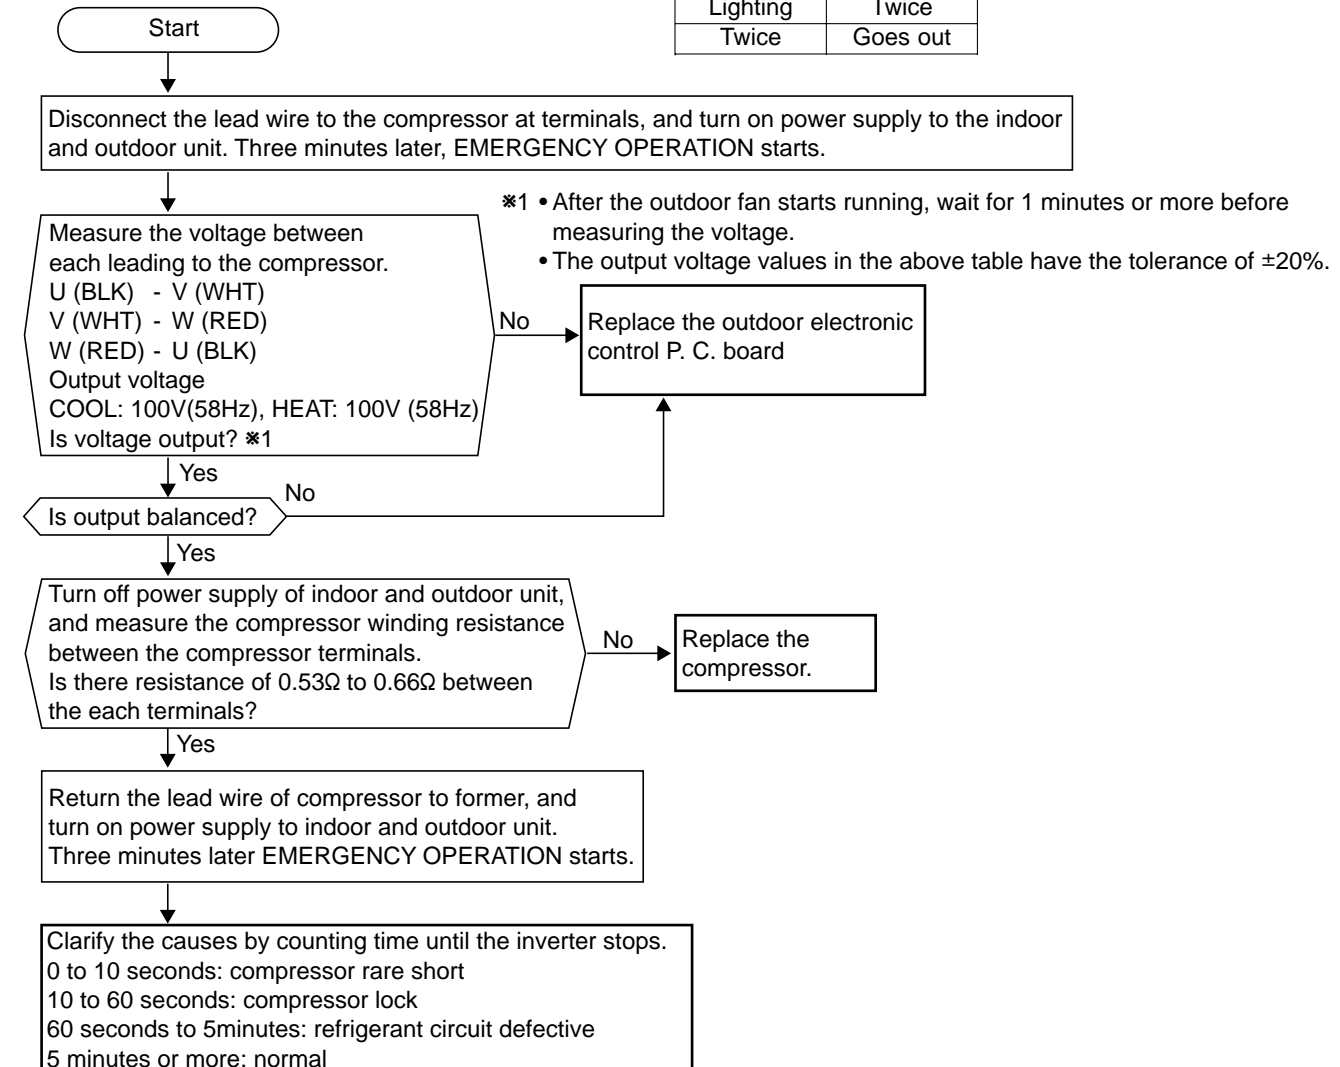 Lighting Twice
Twice Goes out
Start
Disconnect the lead wire to the compressor at terminals, and turn on power supply to the indoor
and outdoor unit. Three minutes later, EMERGENCY OPERATION starts.
※1 • After the outdoor fan starts running, wait for 1 minutes or more before
measuring the voltage.
• The output voltage values in the above table have the tolerance of ±20%.
Measure the voltage between
each leading to the compressor.
U (BLK) - V (WHT)
V (WHT) - W (RED)
W (RED) - U (BLK)
Output voltage
COOL: 100V(58Hz), HEAT: 100V (58Hz)
Is voltage output? ※1
No
Replace the outdoor electronic
control P. C. board
Yes
No
Is output balanced?
Yes
Turn off power supply of indoor and outdoor unit,
and measure the compressor winding resistance
between the compressor terminals.
Is there resistance of 0.53Ω to 0.66Ω between
the each terminals?
No
Replace the
compressor.
Yes
Return the lead wire of compressor to former, and
turn on power supply to indoor and outdoor unit.
Three minutes later EMERGENCY OPERATION starts.
Clarify the causes by counting time until the inverter stops.
0 to 10 seconds: compressor rare short
10 to 60 seconds: compressor lock
60 seconds to 5minutes: refrigerant circuit defective
5 minutes or more: normal